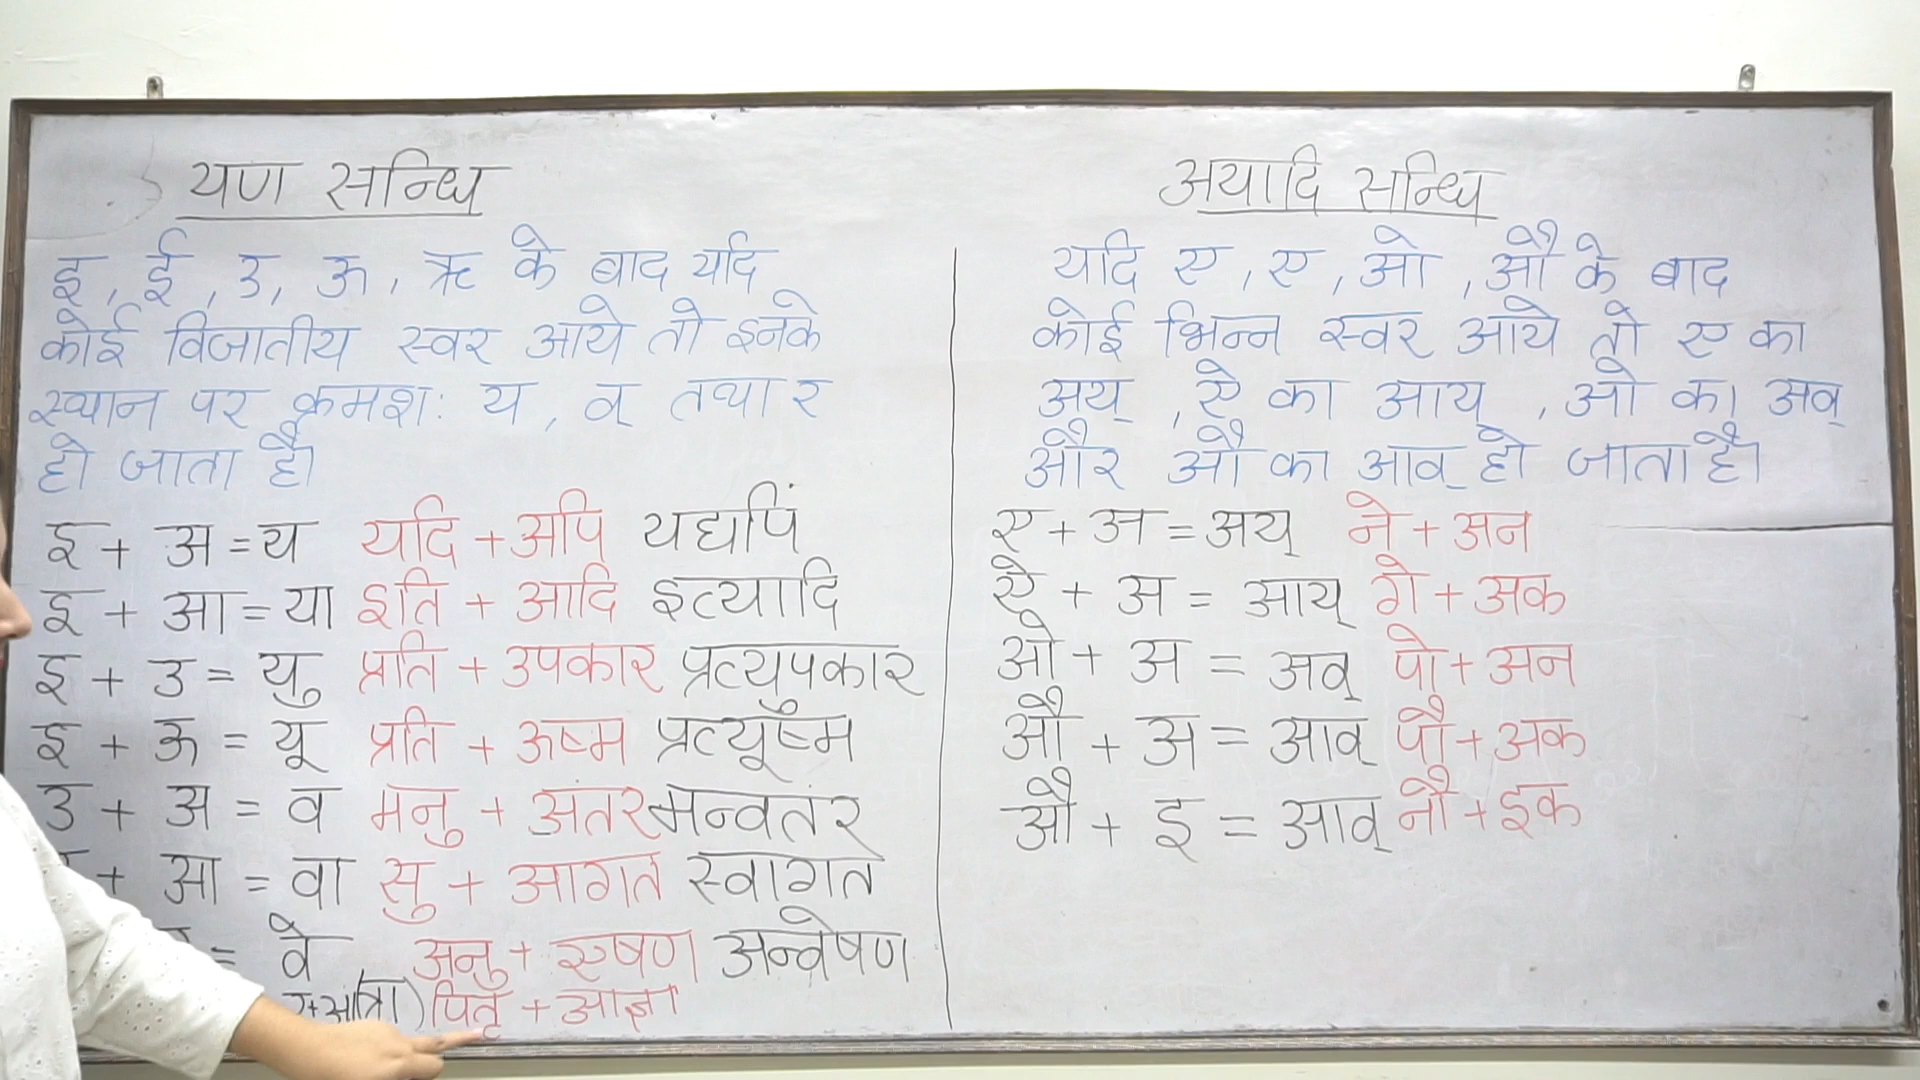 यण सन्धि
इ, ई, उ, ऊ, ऋ के बाद यदि
कोई विजातीय स्वर आये तो इनके
स्थान पर क्रमशः य, व् तथा र
हो जाता है।
इ + अ = य यदि + अपि यद्यपिं
इ + आ = या इति + आदि इत्यादि
इ + उ = यु प्रति + उपकार प्रत्युपकार
इ + ऊ = यू प्रति + ऊष्म प्रत्यूष्म
उ + अ = व मनु + अंतर मन्वतंर
+ आ = वा सु + आगत स्वागत
= वे अनु + एषण अन्वेषण
+आ(त्रा) पितृ + आज्ञा
अयादि सन्धि
यदि ए, ए, ओ, औ के बाद
कोई भिन्न स्वर आये तो ए का
अय्, ऐ का आय्, ओ का अव्
और औ का आव् हो जाता है।
ए + अ = अय् ने + अन
ऐ + अ = आय् गे + अक
ओ + अ = अव् पो + अन
औ + अ = आव् पौ + अक
औ + इ = आव् नौ + इक